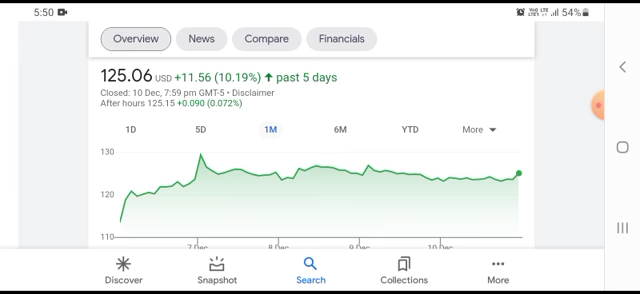 5:50
54%
Overview News Compare Financials
125.06 USD +11.56 (10.19%) past 5 days
Closed: 10 Dec, 7:59 pm GMT-5 • Disclaimer
After hours 125.15 +0.090 (0.072%)
1D 5D 1M 6M YTD More
130
120
110
7 Dec 8 Dec 9 Dec 10 Dec
Discover Snapshot Search Collections More